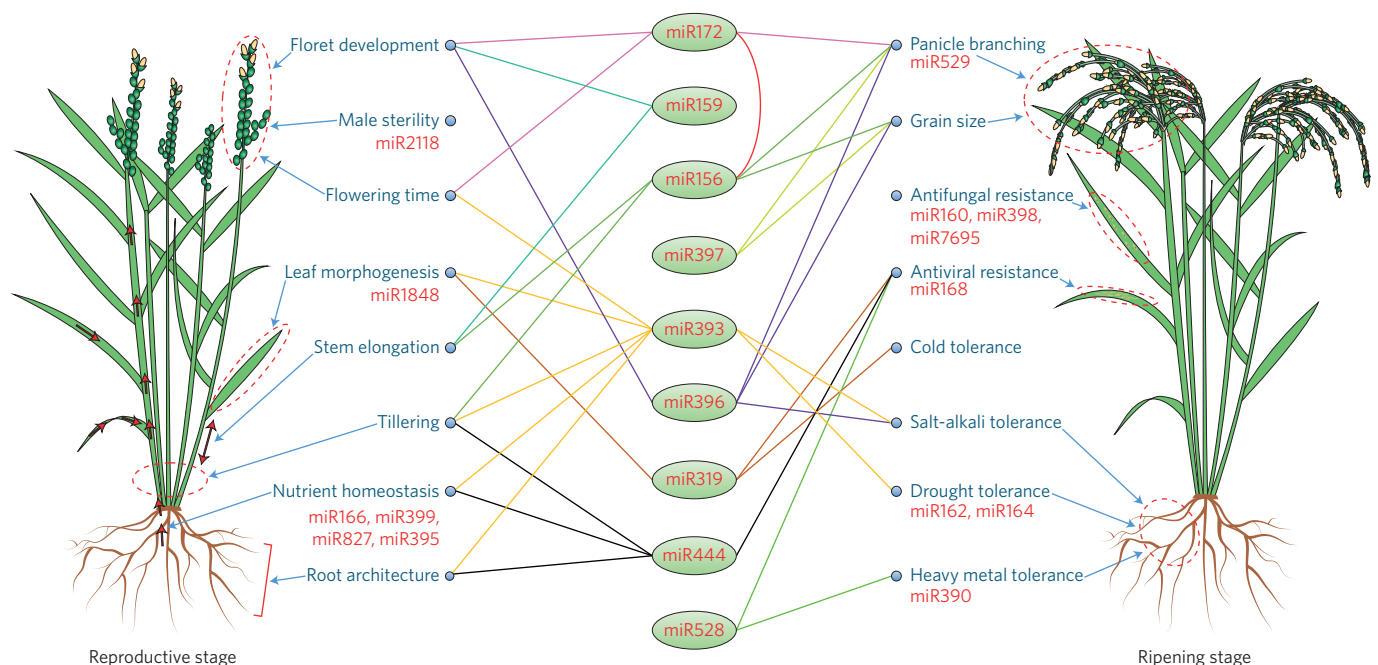 Floret development
Male sterility
miR2118
Flowering time
Leaf morphogenesis
miR1848
Stem elongation
Tillering
Nutrient homeostasis
miR166, miR399,
miR827, miR395
Root architecture
Reproductive stage
miR172
miR159
miR156
miR397
miR393
miR396
miR319
miR444
miR528
Panicle branching
miR529
Grain size
Antifungal resistance
miR160, miR398,
miR7695
Antiviral resistance
miR168
Cold tolerance
Salt-alkali tolerance
Drought tolerance
miR162, miR164
Heavy metal tolerance
miR390
Ripening stage